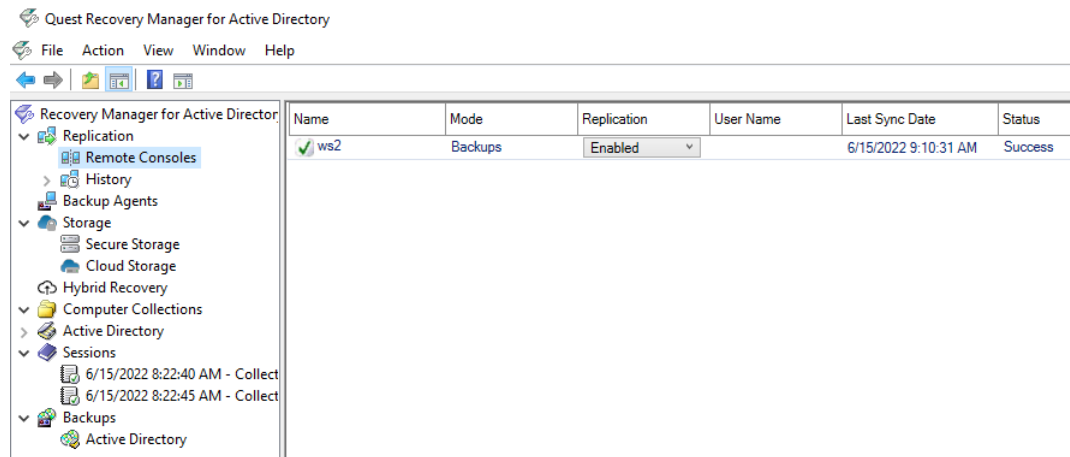 Quest Recovery Manager for Active Directory
File Action View Window Help
Recovery Manager for Active Director
Replication
Remote Consoles
History
Backup Agents
Storage
Secure Storage
Cloud Storage
Hybrid Recovery
Computer Collections
Active Directory
Sessions
6/15/2022 8:22:40 AM - Collect
6/15/2022 8:22:45 AM - Collect
Backups
Active Directory
Name Mode Replication User Name Last Sync Date Status
ws2 Backups Enabled 6/15/2022 9:10:31 AM Success